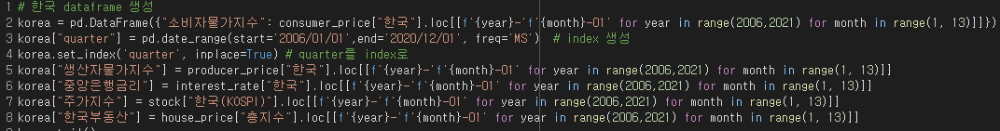 1 # 한국 dataframe 생성
2 korea = pd.DataFrame({"소비자물가지수": consumer_price["한국"].loc[[f'{year}-'f'{month}-01' for year in range(2006,2021) for month in range(1, 13)]]})
3 korea["quarter"] = pd.date_range(start='2006/01/01',end='2020/12/01', freq='MS')  # index 생성
4 korea.set_index('quarter', inplace=True) # quarter를 index로
5 korea["생산자물가지수"] = producer_price["한국"].loc[[f'{year}-'f'{month}-01' for year in range(2006,2021) for month in range(1, 13)]]
6 korea["중앙은행금리"] = interest_rate["한국"].loc[[f'{year}-'f'{month}-01' for year in range(2006,2021) for month in range(1, 13)]]
7 korea["주가지수"] = stock["한국(KOSPI)"].loc[[f'{year}-'f'{month}-01' for year in range(2006,2021) for month in range(1, 13)]]
8 korea["한국부동산"] = house_price["총지수"].loc[[f'{year}-'f'{month}-01' for year in range(2006,2021) for month in range(1, 13)]]